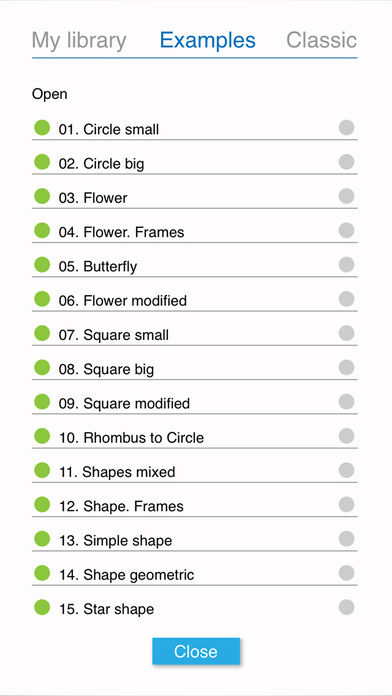 My library Examples Classic
Open
01. Circle small
02. Circle big
03. Flower
04. Flower. Frames
05. Butterfly
06. Flower modified
07. Square small
08. Square big
09. Square modified
10. Rhombus to Circle
11. Shapes mixed
12. Shape. Frames
13. Simple shape
14. Shape geometric
15. Star shape
Close